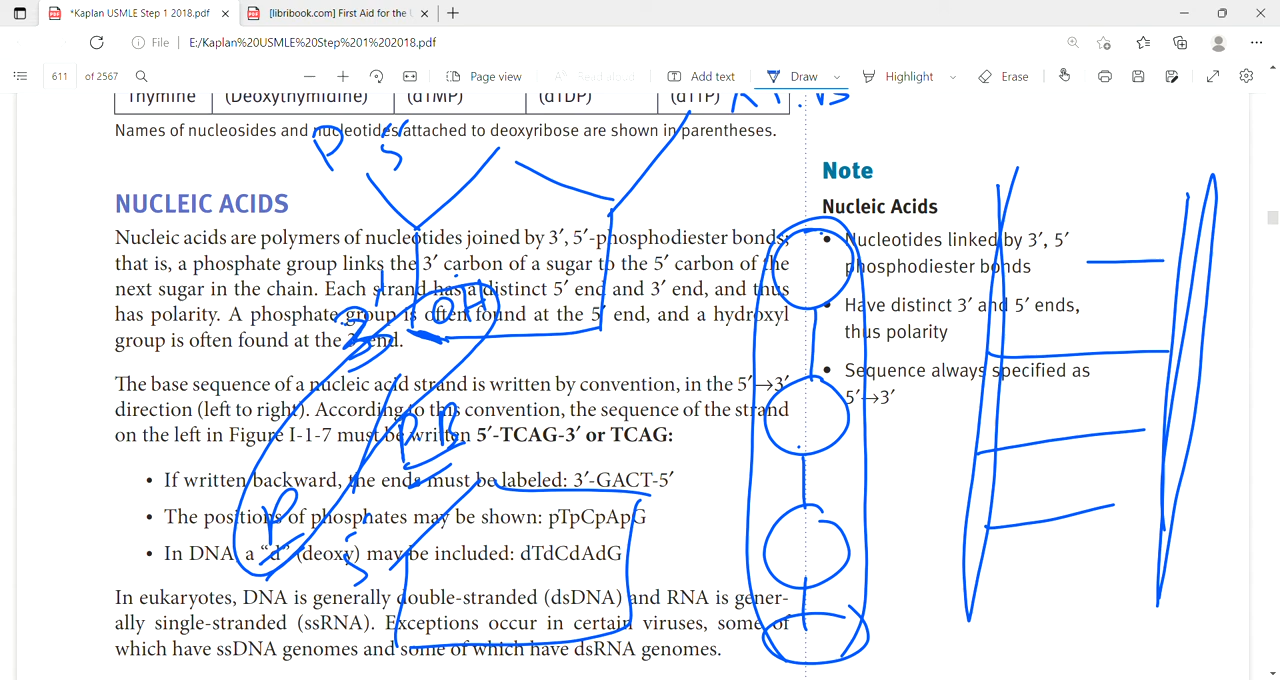 *Kaplan USMLE Step 1 2018.pdf
[libribook.com] First Aid for the
File E:/Kaplan%20USMLE%20Step%201%202018.pdf
611 of 2567 Page view Read aloud Add text Draw Highlight Erase
Thymine (Deoxythymidine) (dTMP) (dTDP) (dTTP)
Names of nucleosides and nucleotides attached to deoxyribose are shown in parentheses.
P 5'
NUCLEIC ACIDS
Nucleic acids are polymers of nucleotides joined by 3′, 5′-phosphodiester bonds;
that is, a phosphate group links the 3′ carbon of a sugar to the 5′ carbon of the
next sugar in the chain. Each strand has a distinct 5′ end and 3′ end, and thus
has polarity. A phosphate group is often found at the 5′ end, and a hydroxyl
group is often found at the 3′ end.
3' OH
The base sequence of a nucleic acid strand is written by convention, in the 5′→3′
direction (left to right). According to this convention, the sequence of the strand
on the left in Figure I-1-7 must be written 5′-TCAG-3′ or TCAG:
• If written backward, the ends must be labeled: 3′-GACT-5′
• The positions of phosphates may be shown: pTpCpApG
• In DNA, a “d” (deoxy) may be included: dTdCdAdG
P
5'
In eukaryotes, DNA is generally double-stranded (dsDNA) and RNA is gener-
ally single-stranded (ssRNA). Exceptions occur in certain viruses, some of
which have ssDNA genomes and some of which have dsRNA genomes.
Note
Nucleic Acids
• Nucleotides linked by 3′, 5′
phosphodiester bonds
• Have distinct 3′ and 5′ ends,
thus polarity
• Sequence always specified as
5′→3′